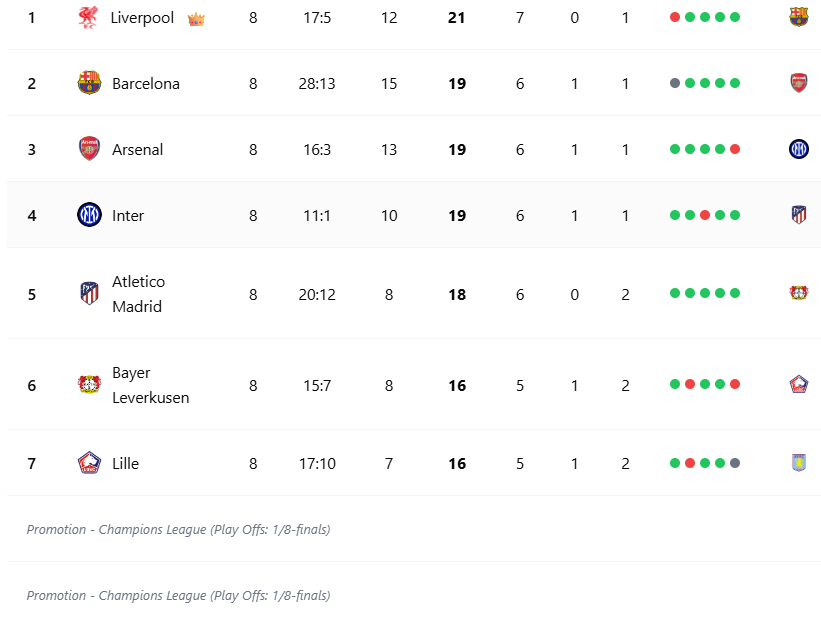 1 Liverpool 8 17:5 12 21 7 0 1
2 Barcelona 8 28:13 15 19 6 1 1
3 Arsenal 8 16:3 13 19 6 1 1
4 Inter 8 11:1 10 19 6 1 1
5 Atletico Madrid 8 20:12 8 18 6 0 2
6 Bayer Leverkusen 8 15:7 8 16 5 1 2
7 Lille 8 17:10 7 16 5 1 2
Promotion - Champions League (Play Offs: 1/8-finals)
Promotion - Champions League (Play Offs: 1/8-finals)